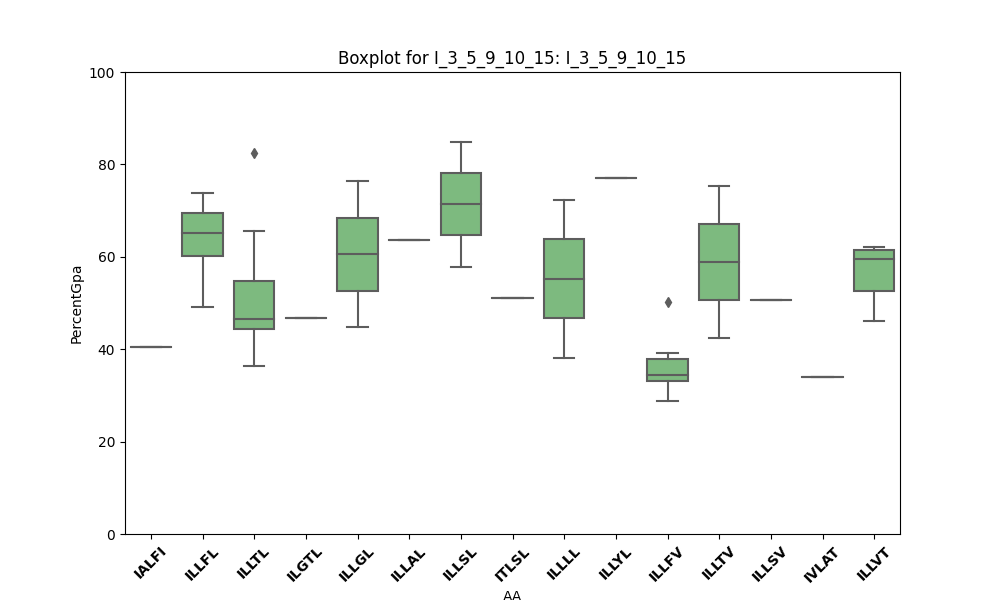 Boxplot for I_3_5_9_10_15: I_3_5_9_10_15
100
80
60
40
20
0
PercentGpa
IALFI ILLFL ILLTL ILGTL ILLGL ILLAL ILLSL ITLSL ILLLL ILLYL ILLFV ILLTV ILLSV IVLAT ILLVT
AA